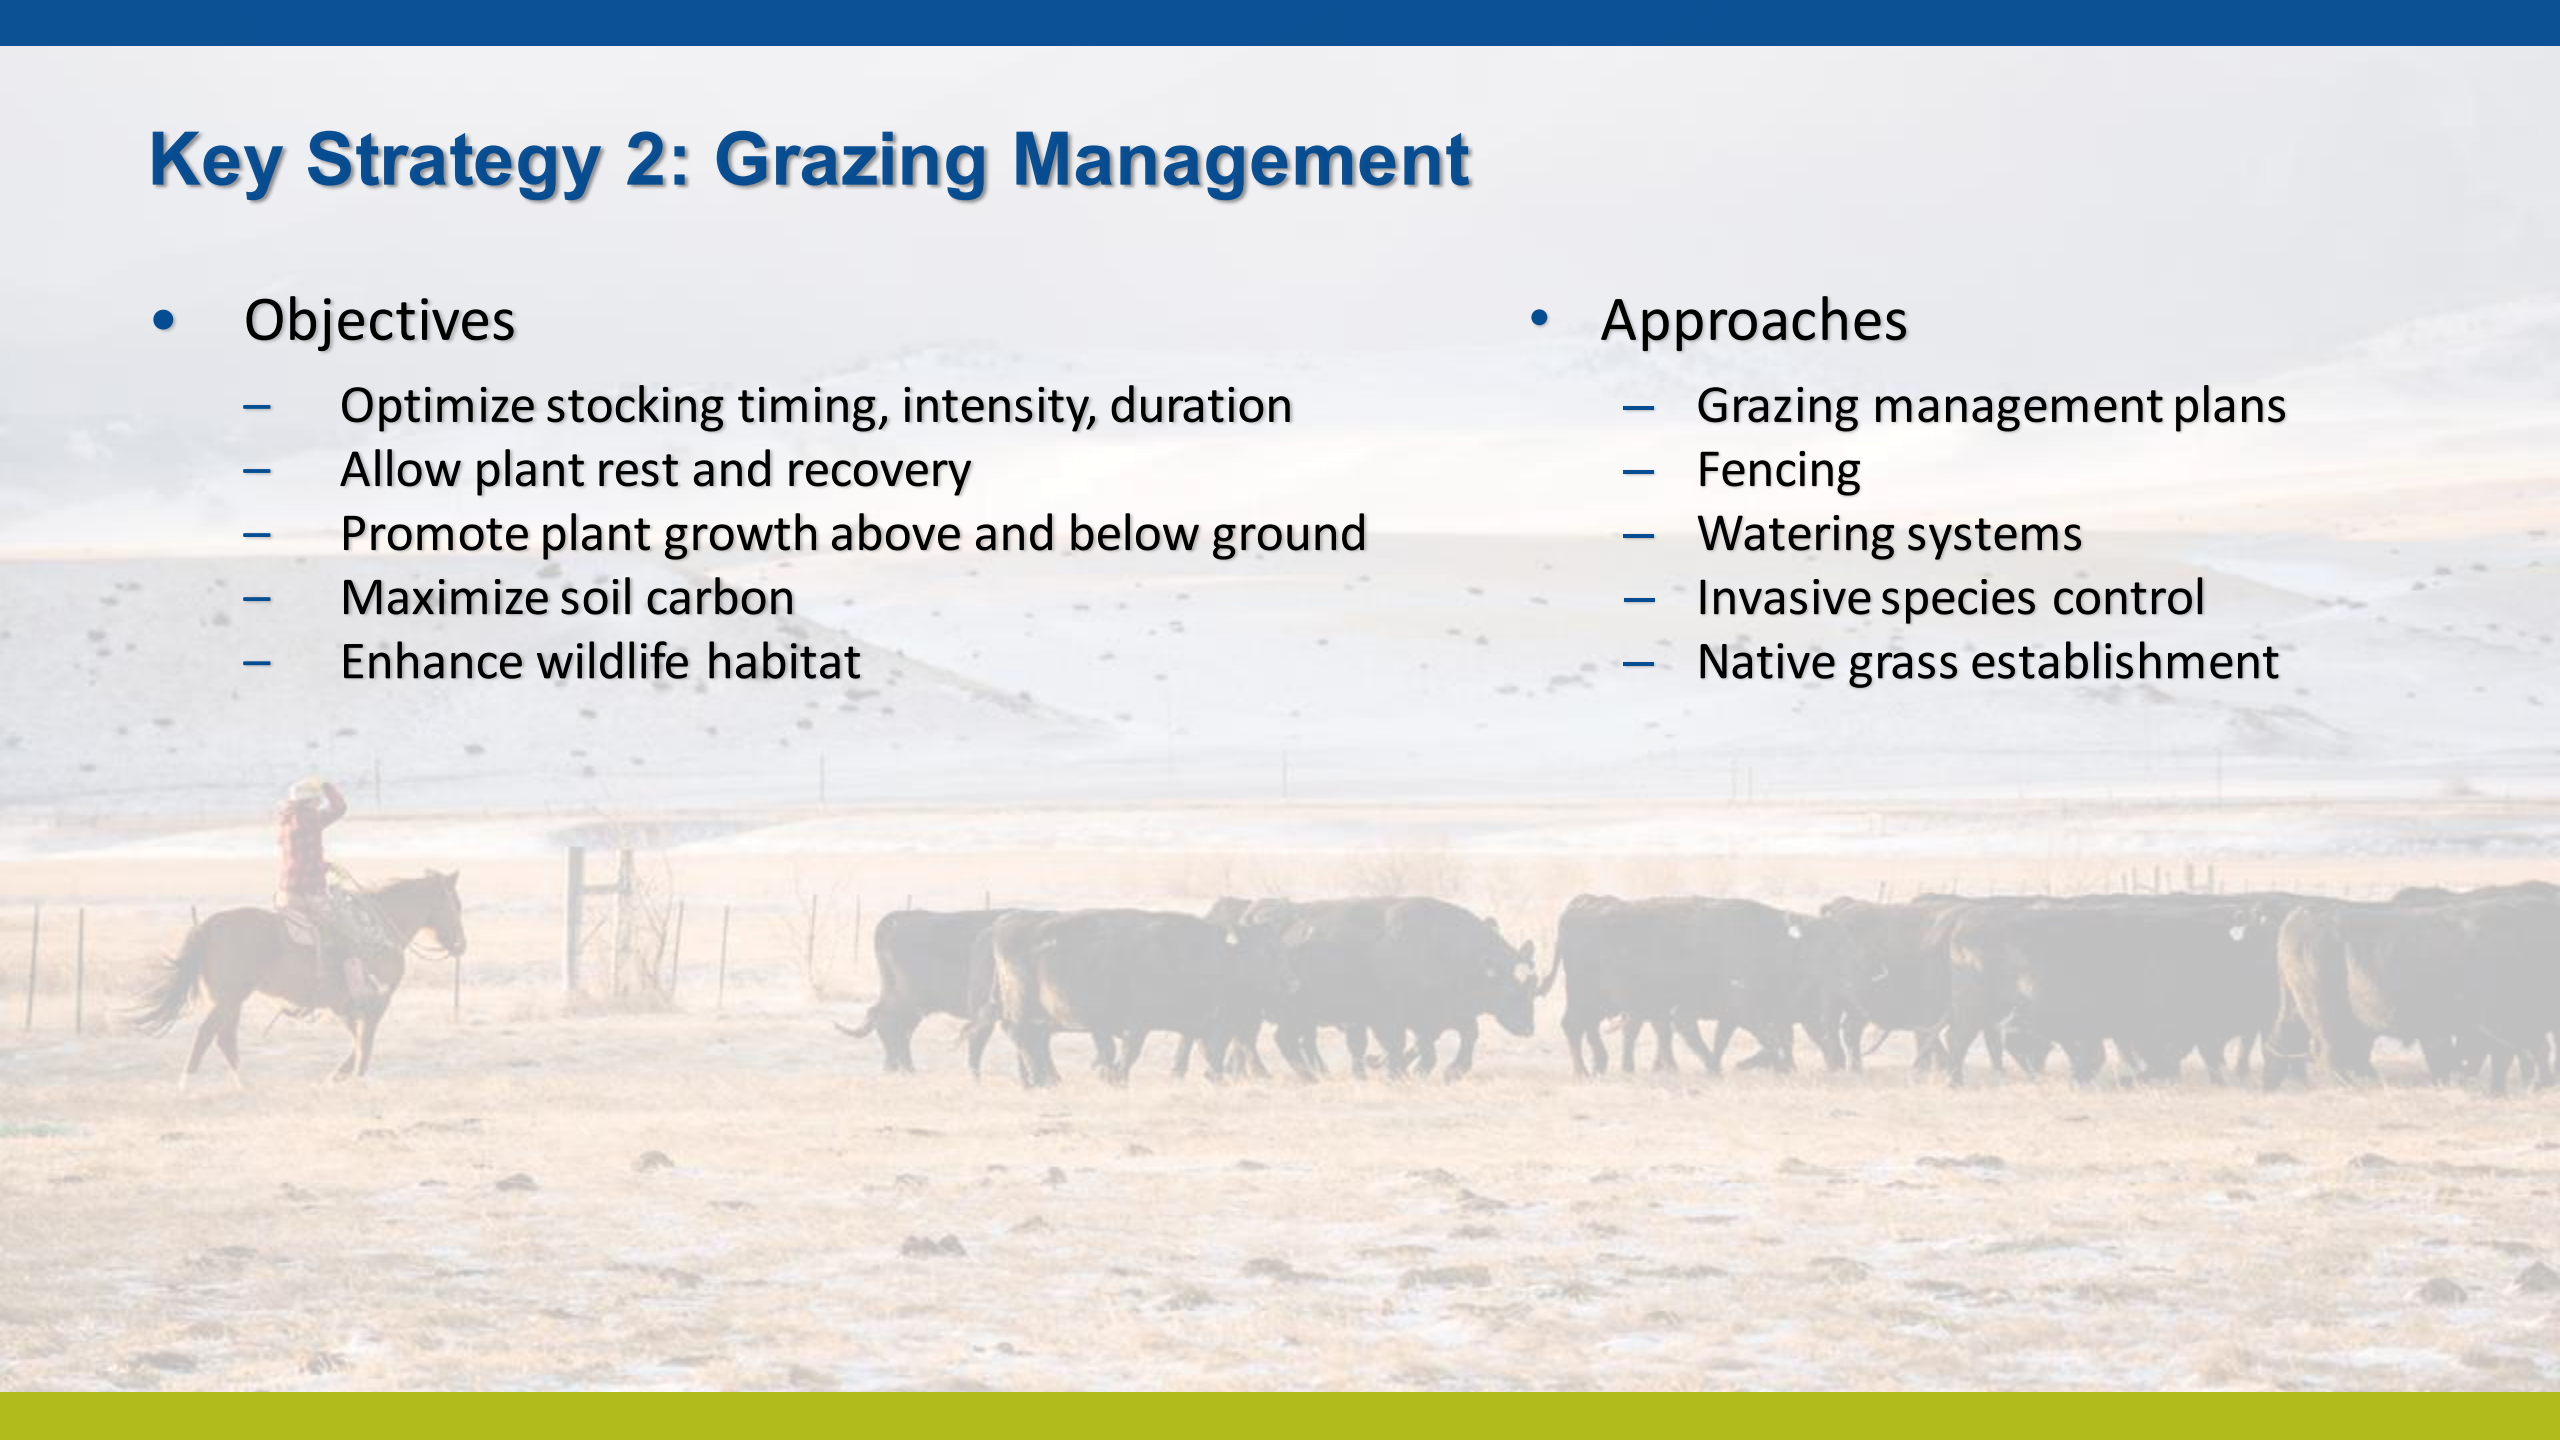 Key Strategy 2: Grazing Management
• Objectives
– Optimize stocking timing, intensity, duration
– Allow plant rest and recovery
– Promote plant growth above and below ground
– Maximize soil carbon
– Enhance wildlife habitat
• Approaches
– Grazing management plans
– Fencing
– Watering systems
– Invasive species control
– Native grass establishment